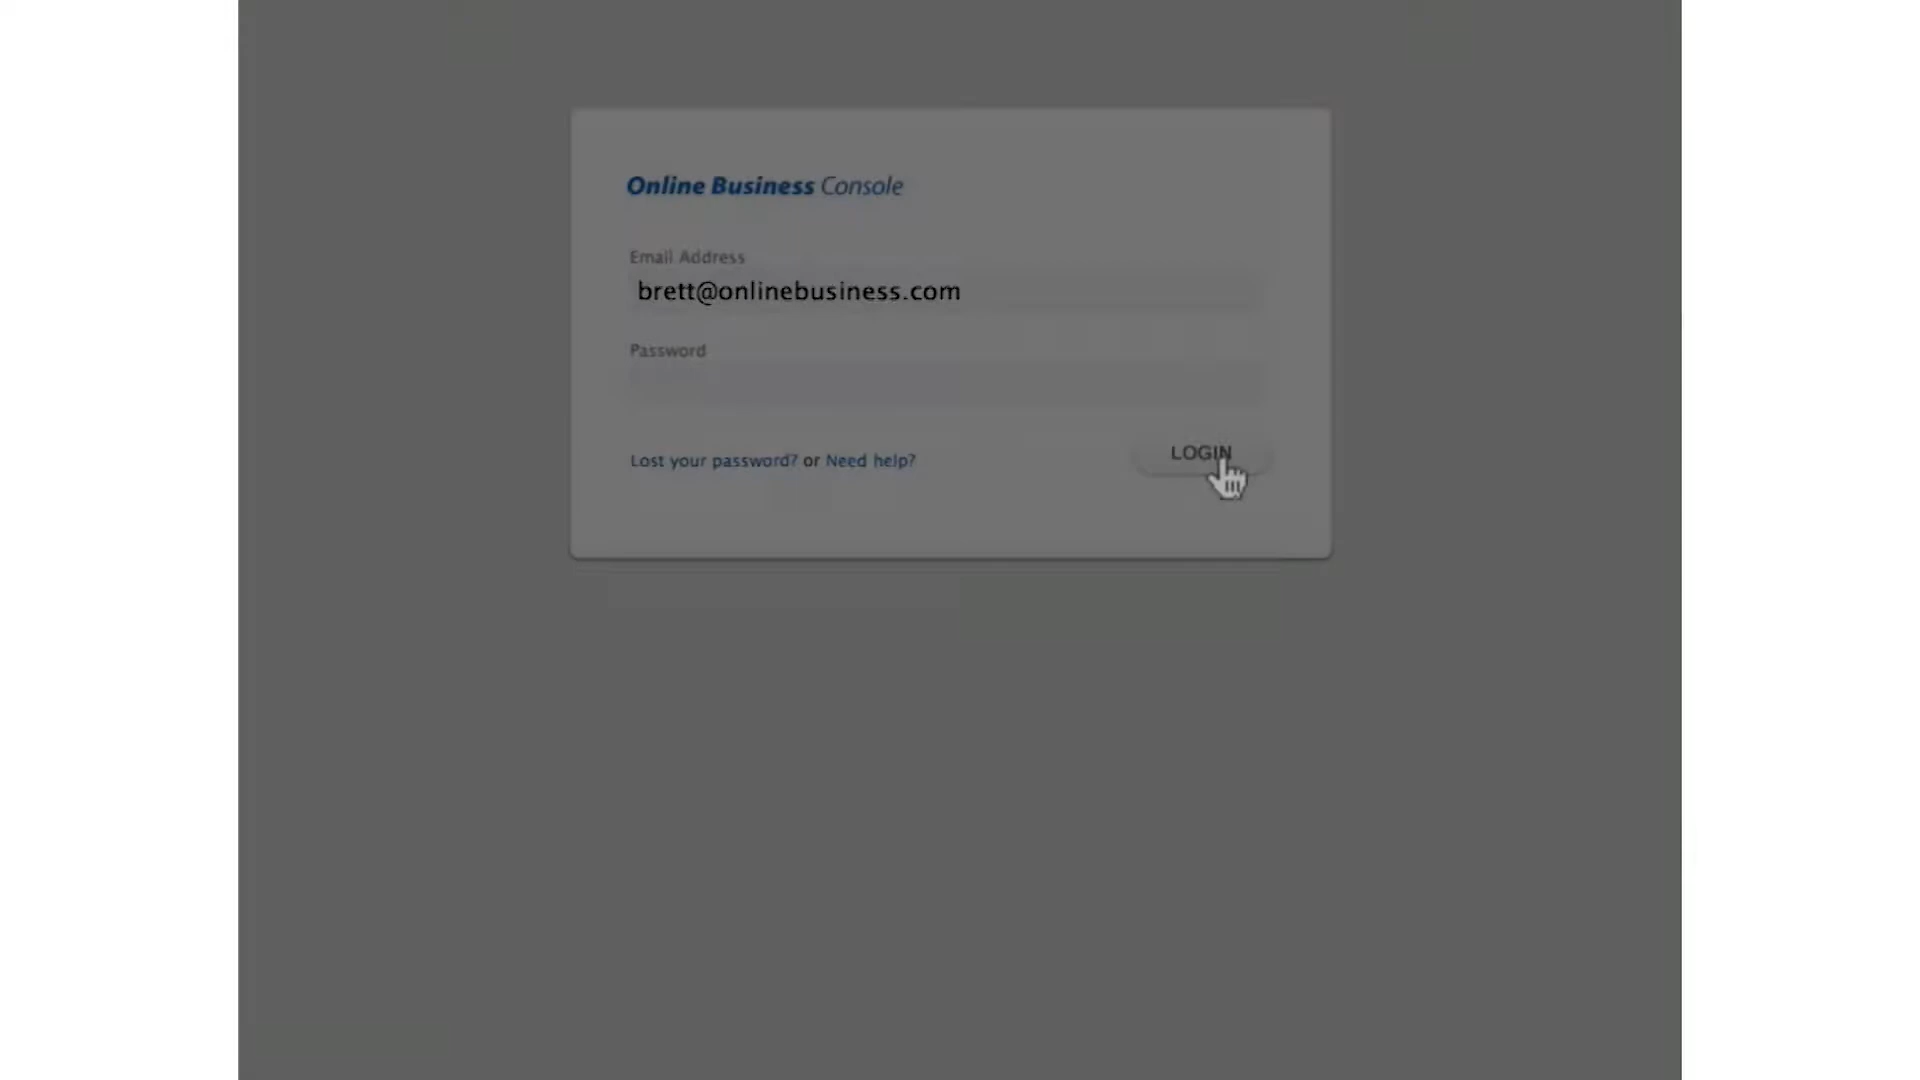 Online Business Console
Email Address
brett@onlinebusiness.com
Password
Lost your password? or Need help?
LOGIN